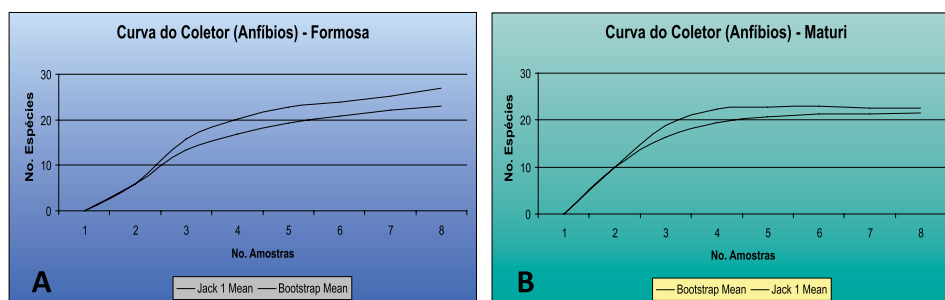 Curva do Coletor (Anfíbios) - Formosa
No. Espécies
30
20
10
0
1 2 3 4 5 6 7 8
No. Amostras
A
Jack 1 Mean Bootstrap Mean
Curva do Coletor (Anfíbios) - Maturi
No. Espécies
30
20
10
0
1 2 3 4 5 6 7 8
No. Amostras
B
Bootstrap Mean Jack 1 Mean